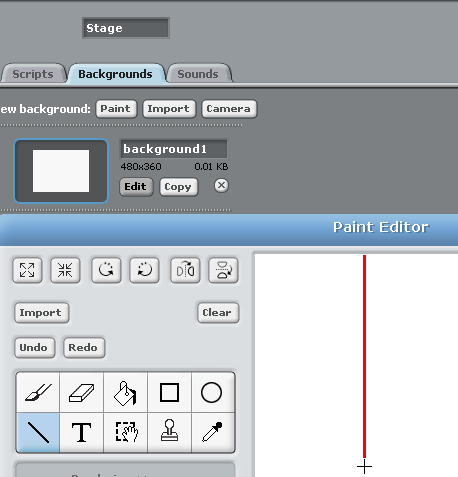 Stage
Scripts Backgrounds Sounds
ew background: Paint Import Camera
background1
480x360 0.01 KB
Edit Copy
Paint Editor
Import Clear
Undo Redo
T